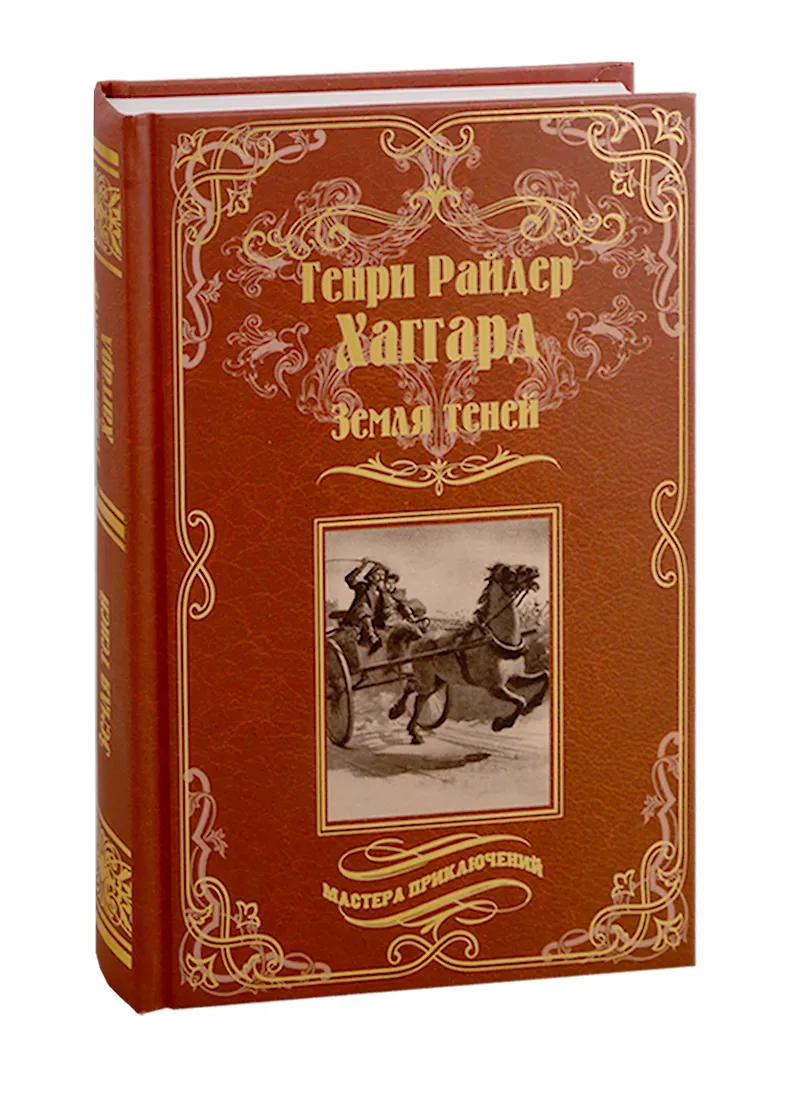 Генри Райдер
Хаггард
Земля теней
МАСТЕРА ПРИКЛЮЧЕНИЙ
Хаггард
Земля теней